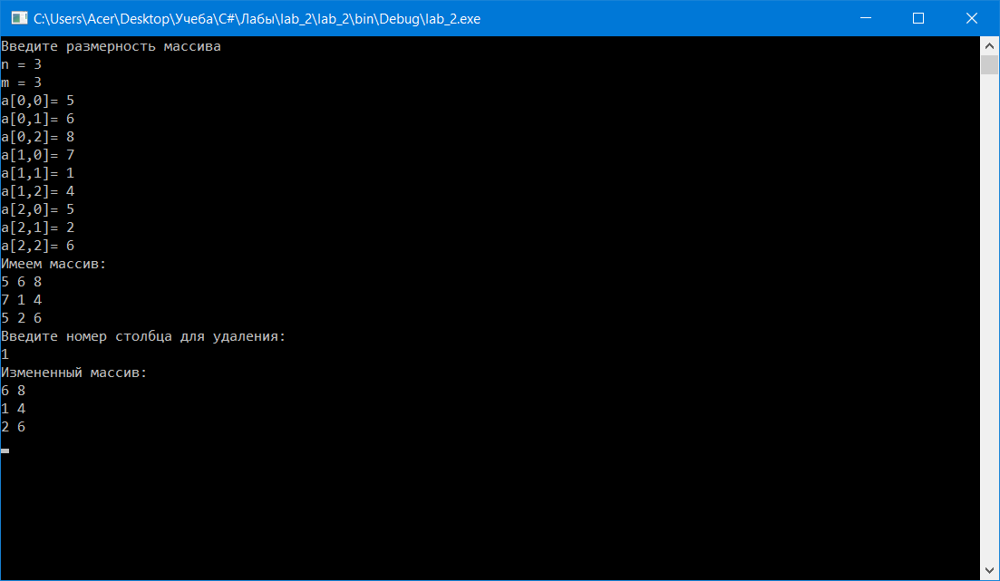 C:\Users\Acer\Desktop\Учеба\C#\Лабы\lab_2\lab_2\bin\Debug\lab_2.exe
Введите размерность массива
n = 3
m = 3
a[0,0]= 5
a[0,1]= 6
a[0,2]= 8
a[1,0]= 7
a[1,1]= 1
a[1,2]= 4
a[2,0]= 5
a[2,1]= 2
a[2,2]= 6
Имеем массив:
5 6 8
7 1 4
5 2 6
Введите номер столбца для удаления:
1
Измененный массив:
6 8
1 4
2 6